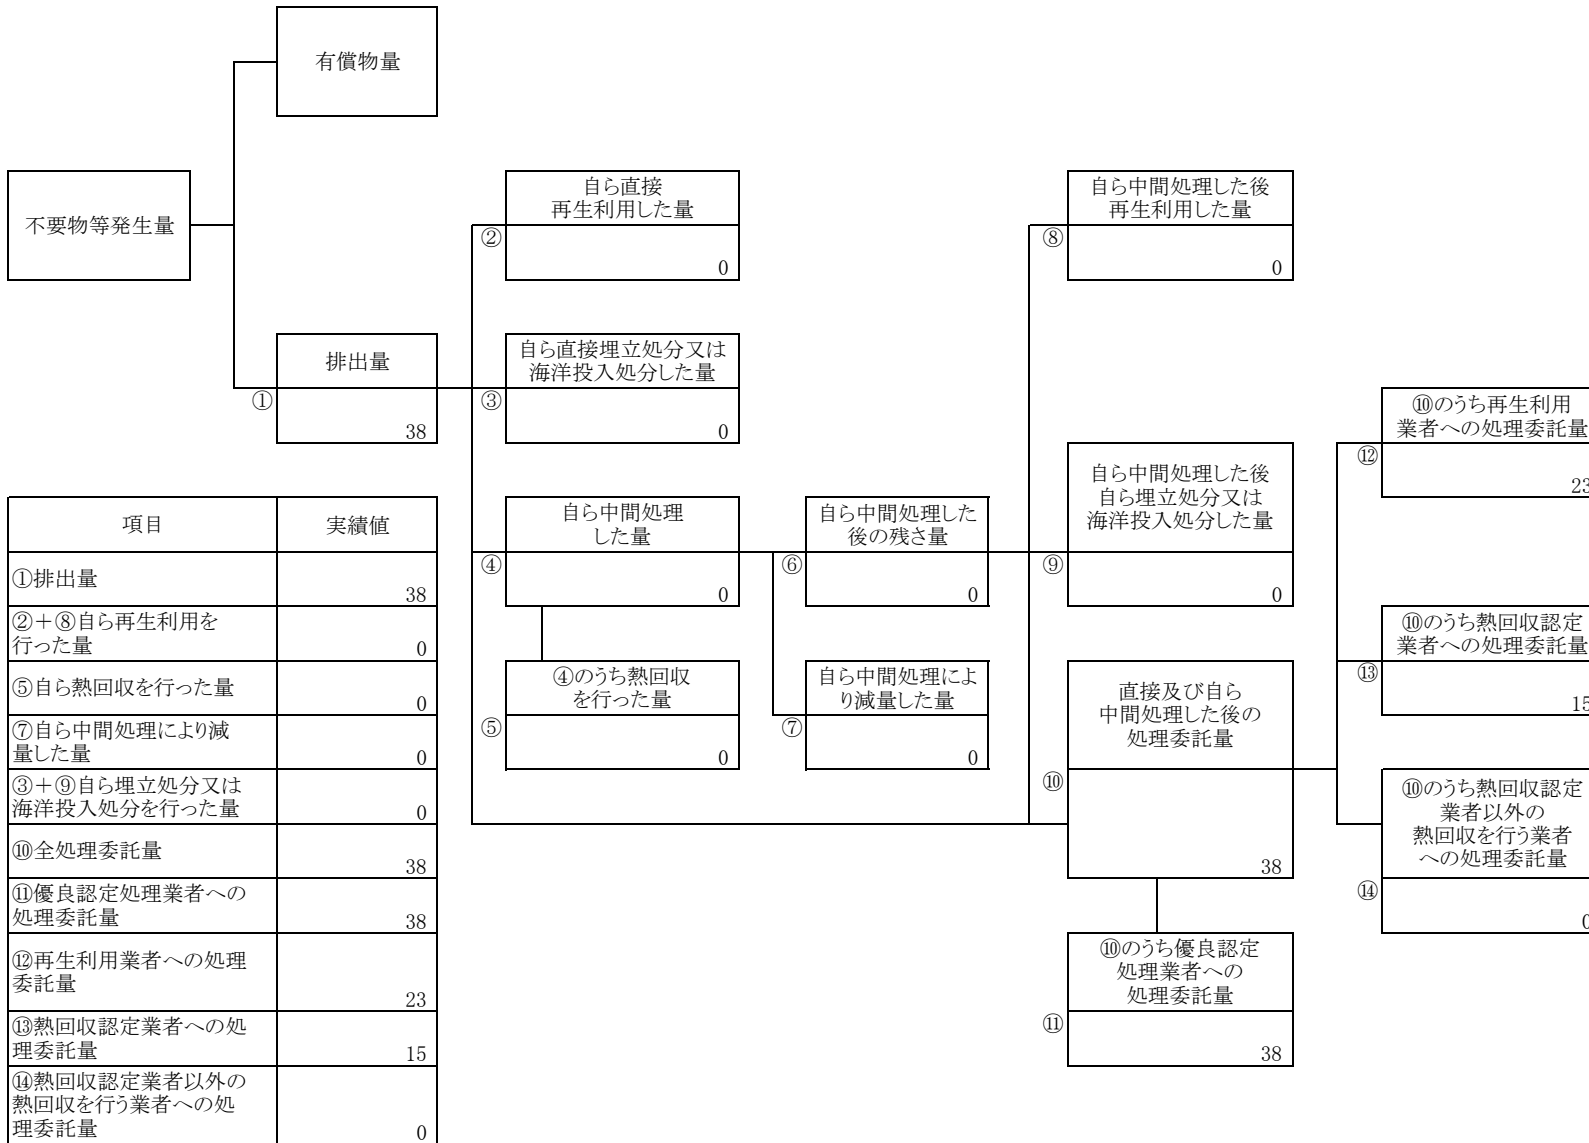 有償物量
不要物等発生量
自ら直接
再生利用した量
②
0
自ら中間処理した後
再生利用した量
⑧
0
排出量
①
38
自ら直接埋立処分又は
海洋投入処分した量
③
0
自ら中間処理
した量
④
0
自ら中間処理した
後の残さ量
⑥
0
自ら中間処理した後
自ら埋立処分又は
海洋投入処分した量
⑨
0
⑩のうち再生利用
業者への処理委託量
⑫
23
④のうち熱回収
を行った量
⑤
0
自ら中間処理によ
り減量した量
⑦
0
直接及び自ら
中間処理した後の
処理委託量
⑩
38
⑩のうち熱回収認定
業者への処理委託量
⑬
15
⑩のうち熱回収認定
業者以外の
熱回収を行う業者
への処理委託量
⑭
0
⑩のうち優良認定
処理業者への
処理委託量
⑪
38
項目 実績値
①排出量
38
②＋⑧自ら再生利用を
行った量 0
⑤自ら熱回収を行った量
0
⑦自ら中間処理により減
量した量 0
③＋⑨自ら埋立処分又は
海洋投入処分を行った量 0
⑩全処理委託量
38
⑪優良認定処理業者への
処理委託量 38
⑫再生利用業者への処理
委託量
23
⑬熱回収認定業者への処
理委託量 15
⑭熱回収認定業者以外の
熱回収を行う業者への処
理委託量 0